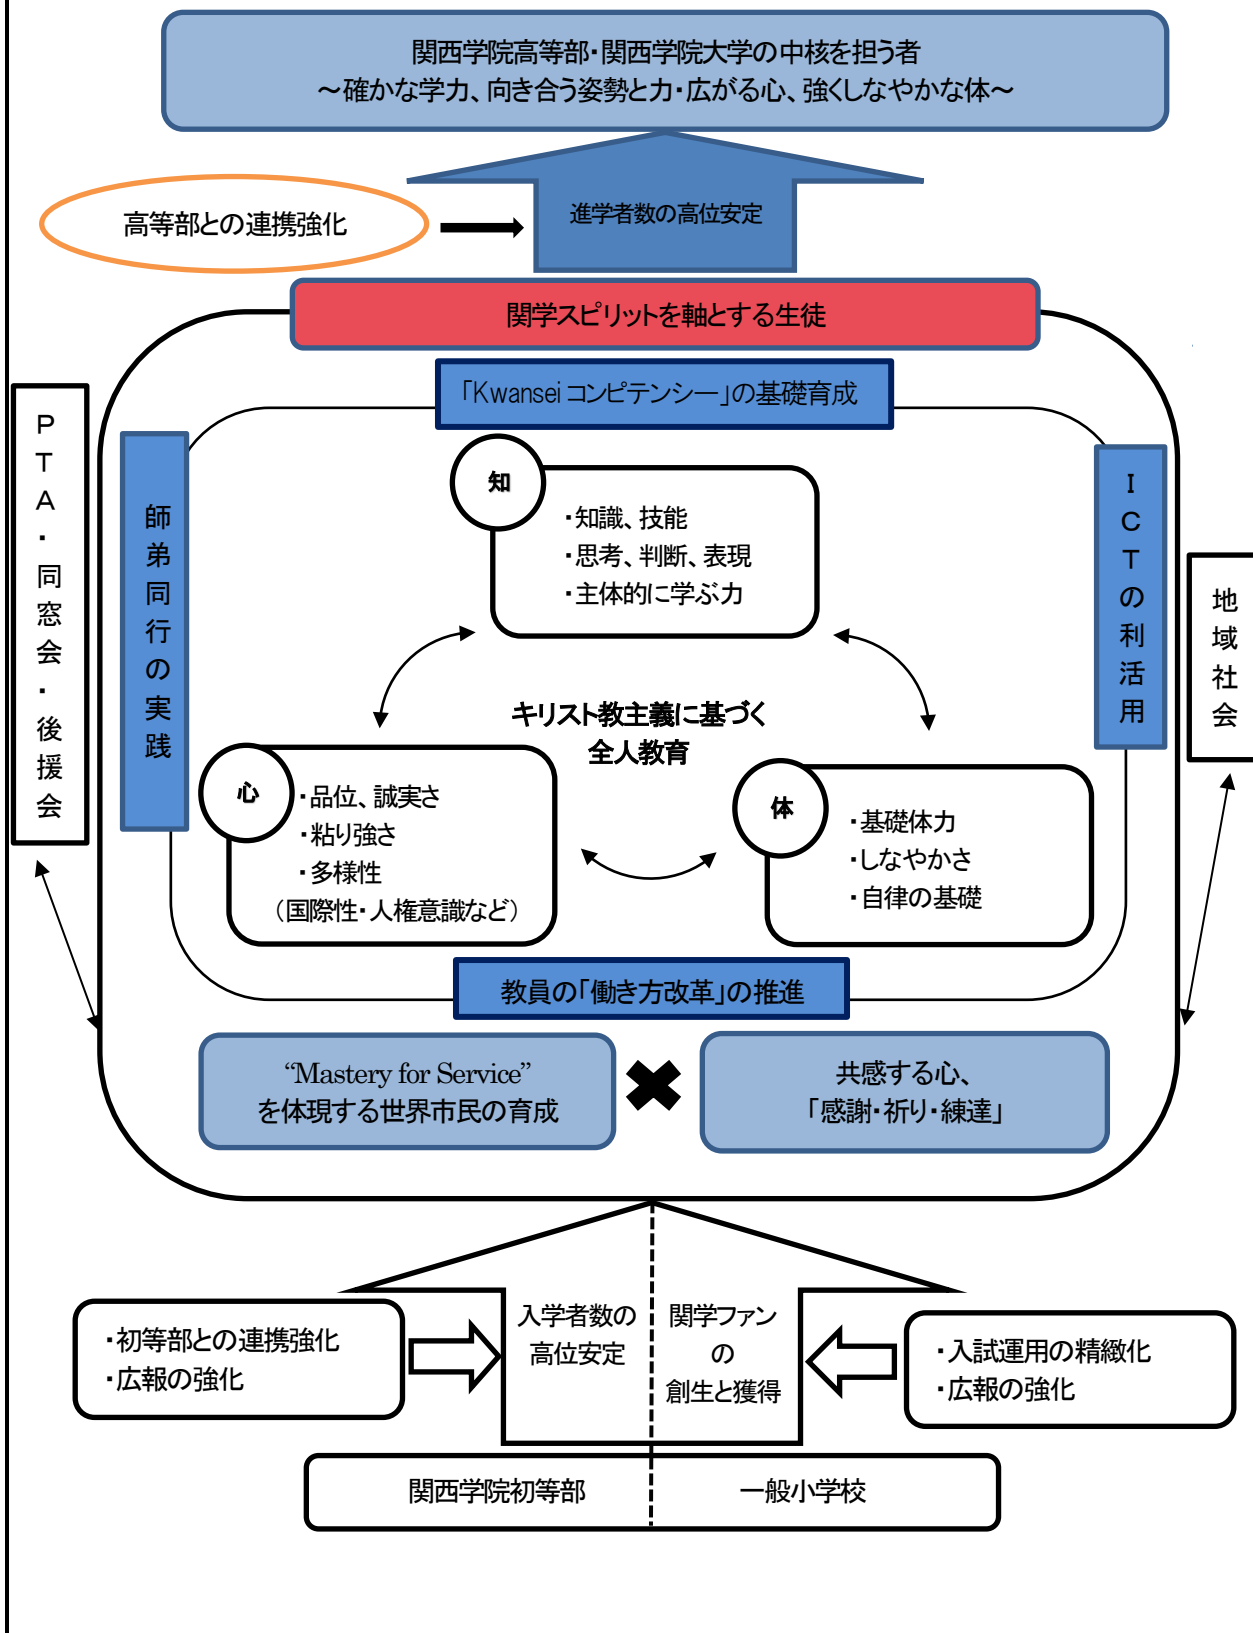 関西学院高等部・関西学院大学の中核を担う者
～確かな学力、向き合う姿勢と力・広がる心、強くしなやかな体～
高等部との連携強化
進学者数の高位安定
関学スピリットを軸とする生徒
「Kwansei コンピテンシー」の基礎育成
PTA・同窓会・後援会
師弟同行の実践
知
・知識、技能
・思考、判断、表現
・主体的に学ぶ力
ICTの利活用
地域社会
キリスト教主義に基づく
全人教育
心
・品位、誠実さ
・粘り強さ
・多様性
（国際性・人権意識など）
体
・基礎体力
・しなやかさ
・自律の基礎
教員の「働き方改革」の推進
“Mastery for Service”
を体現する世界市民の育成
共感する心、
「感謝・祈り・練達」
・初等部との連携強化
・広報の強化
入学者数の
高位安定
関学ファン
の
創生と獲得
・入試運用の精緻化
・広報の強化
関西学院初等部
一般小学校